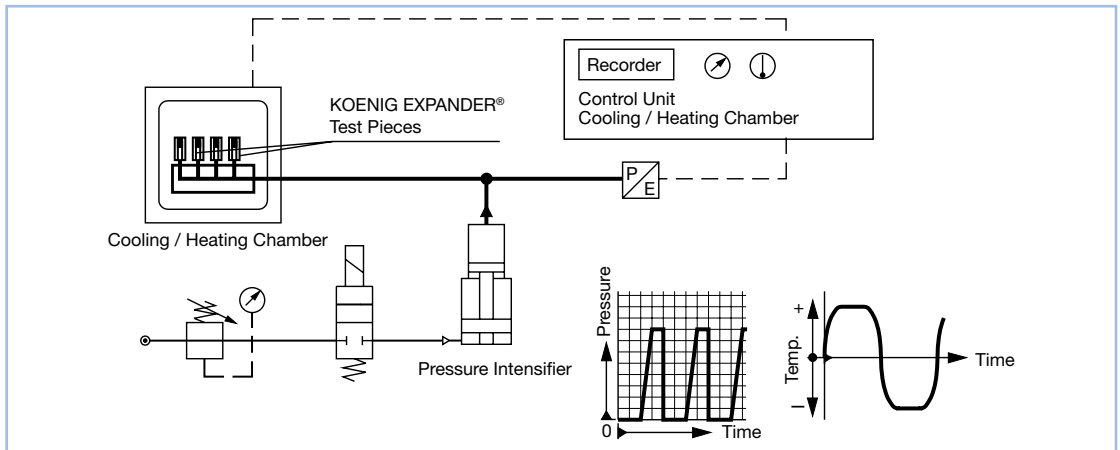 Recorder
Control Unit
Cooling / Heating Chamber
KOENIG EXPANDER®
Test Pieces
P
E
Cooling / Heating Chamber
Pressure Intensifier
Pressure
0
Time
+
Temp.
–
Time